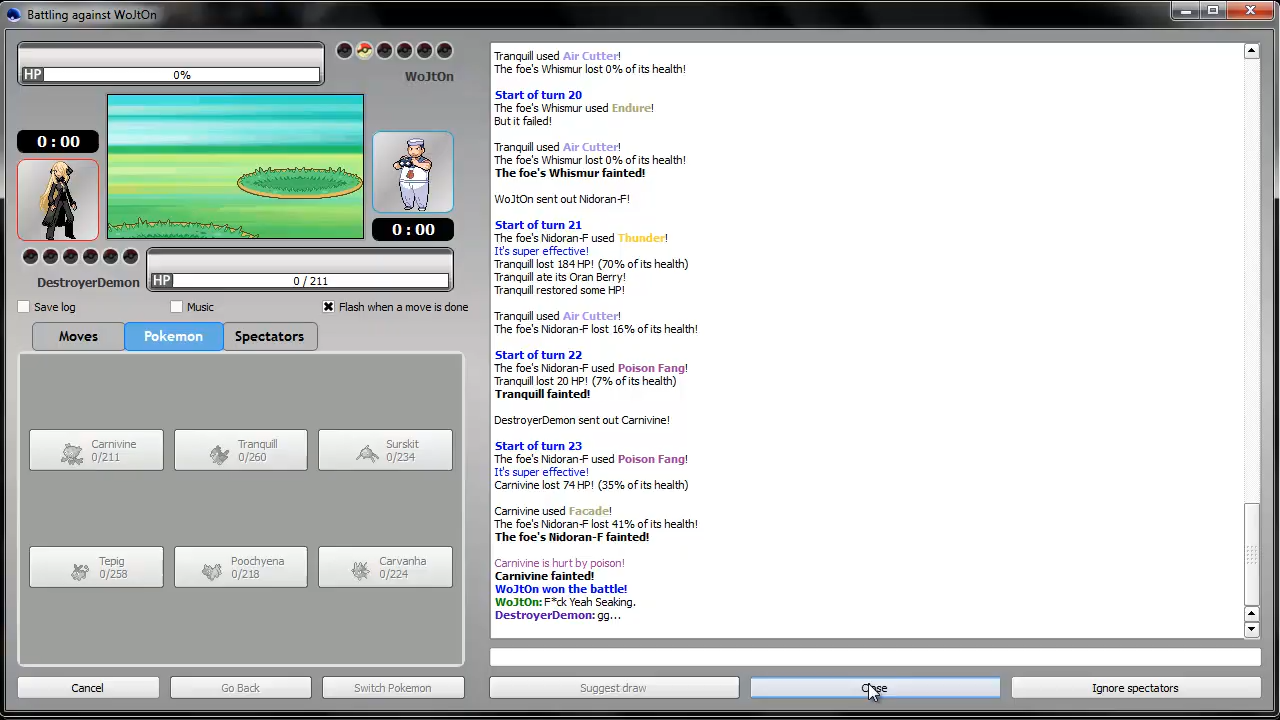 Battling against WoJtOn
HP
0%
WoJtOn
0:00
0:00
DestroyerDemon
HP
0 / 211
Save log
Music
Flash when a move is done
Moves
Pokemon
Spectators
Carnivine
0/211
Tranquill
0/260
Surskit
0/234
Tepig
0/258
Poochyena
0/218
Carvanha
0/224
Cancel
Go Back
Switch Pokemon
Tranquill used Air Cutter!
The foe's Whismur lost 0% of its health!
Start of turn 20
The foe's Whismur used Endure!
But it failed!
Tranquill used Air Cutter!
The foe's Whismur lost 0% of its health!
The foe's Whismur fainted!
WoJtOn sent out Nidoran-F!
Start of turn 21
The foe's Nidoran-F used Thunder!
It's super effective!
Tranquill lost 184 HP! (70% of its health)
Tranquill ate its Oran Berry!
Tranquill restored some HP!
Tranquill used Air Cutter!
The foe's Nidoran-F lost 16% of its health!
Start of turn 22
The foe's Nidoran-F used Poison Fang!
Tranquill lost 20 HP! (7% of its health)
Tranquill fainted!
DestroyerDemon sent out Carnivine!
Start of turn 23
The foe's Nidoran-F used Poison Fang!
It's super effective!
Carnivine lost 74 HP! (35% of its health)
Carnivine used Facade!
The foe's Nidoran-F lost 41% of its health!
The foe's Nidoran-F fainted!
Carnivine is hurt by poison!
Carnivine fainted!
WoJtOn won the battle!
WoJtOn: F*ck Yeah Seaking.
DestroyerDemon: gg...
Suggest draw
Close
Ignore spectators